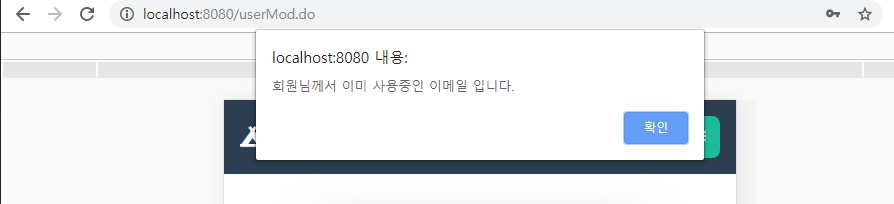 localhost:8080/userMod.do
localhost:8080 내용:
회원님께서 이미 사용중인 이메일 입니다.
확인